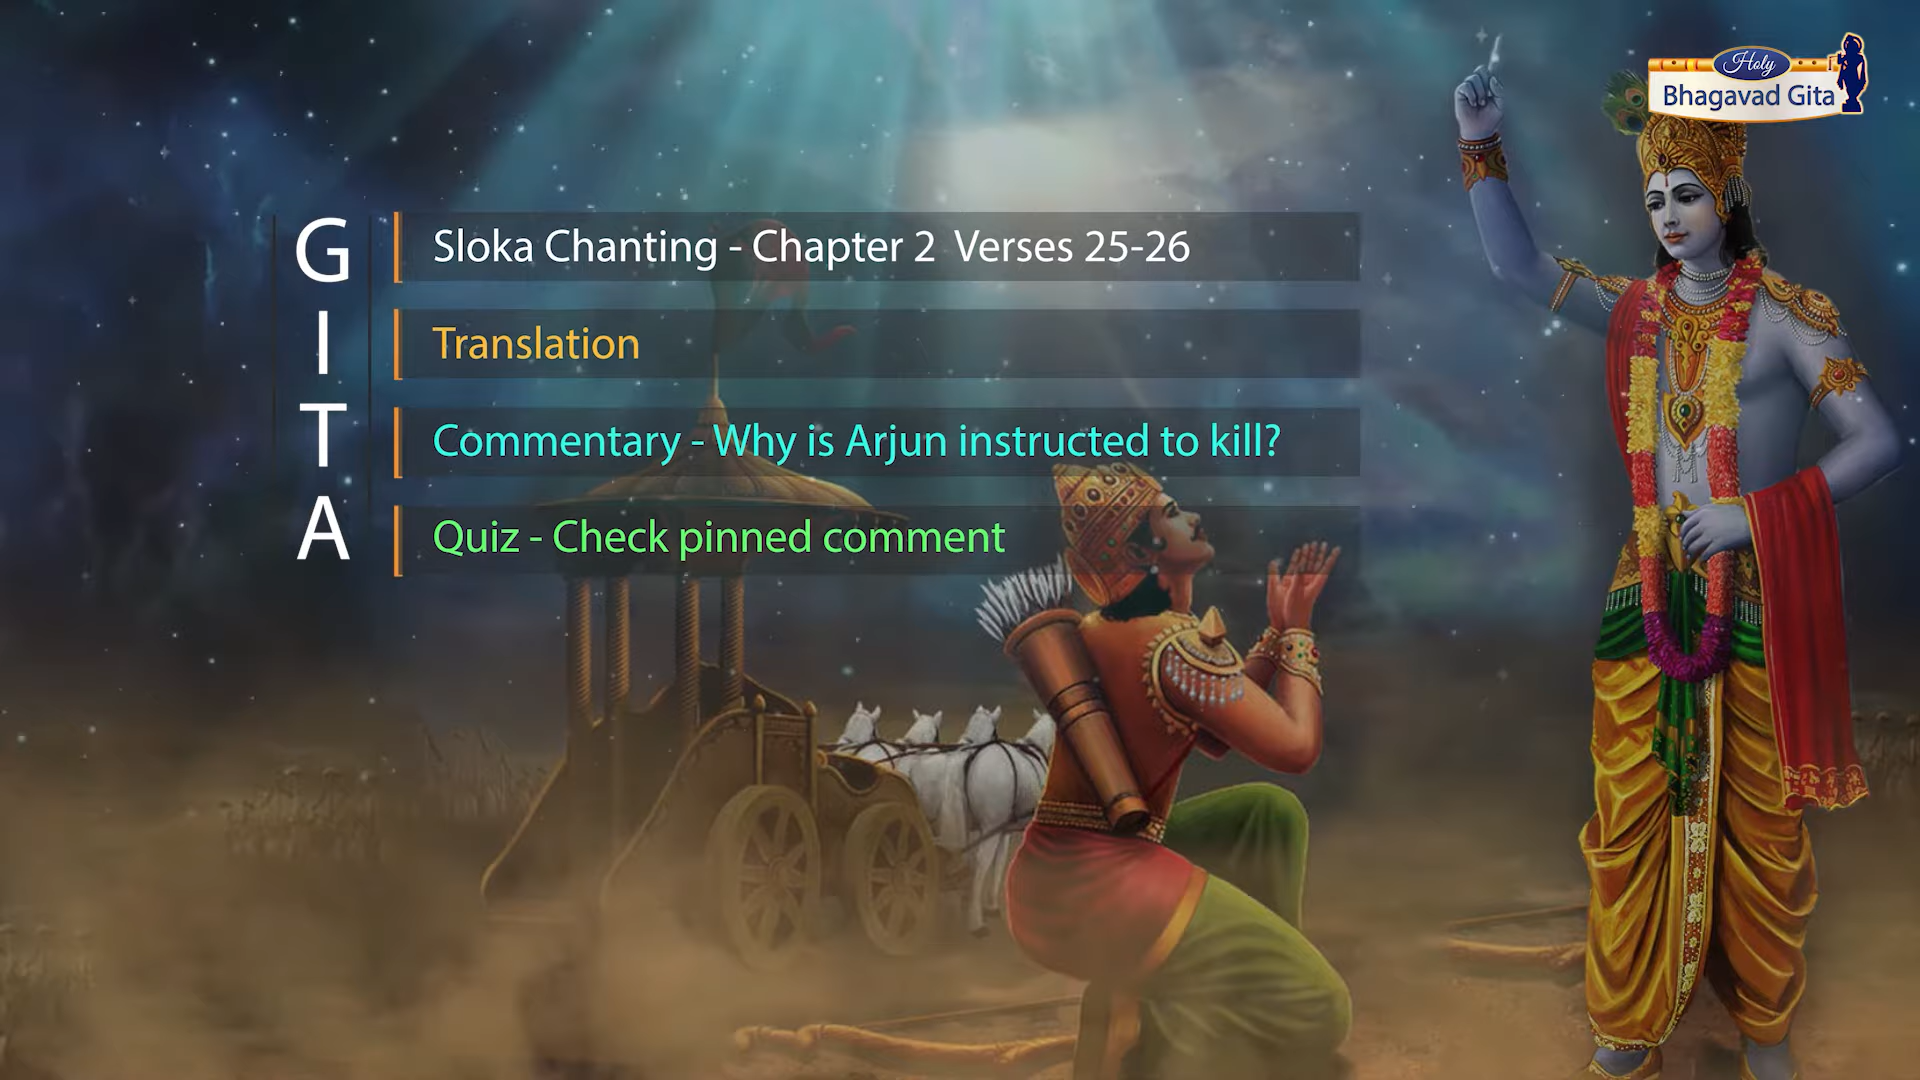 Holy
Bhagavad Gita
G
I
T
A
Sloka Chanting - Chapter 2 Verses 25-26
Translation
Commentary - Why is Arjun instructed to kill?
Quiz - Check pinned comment